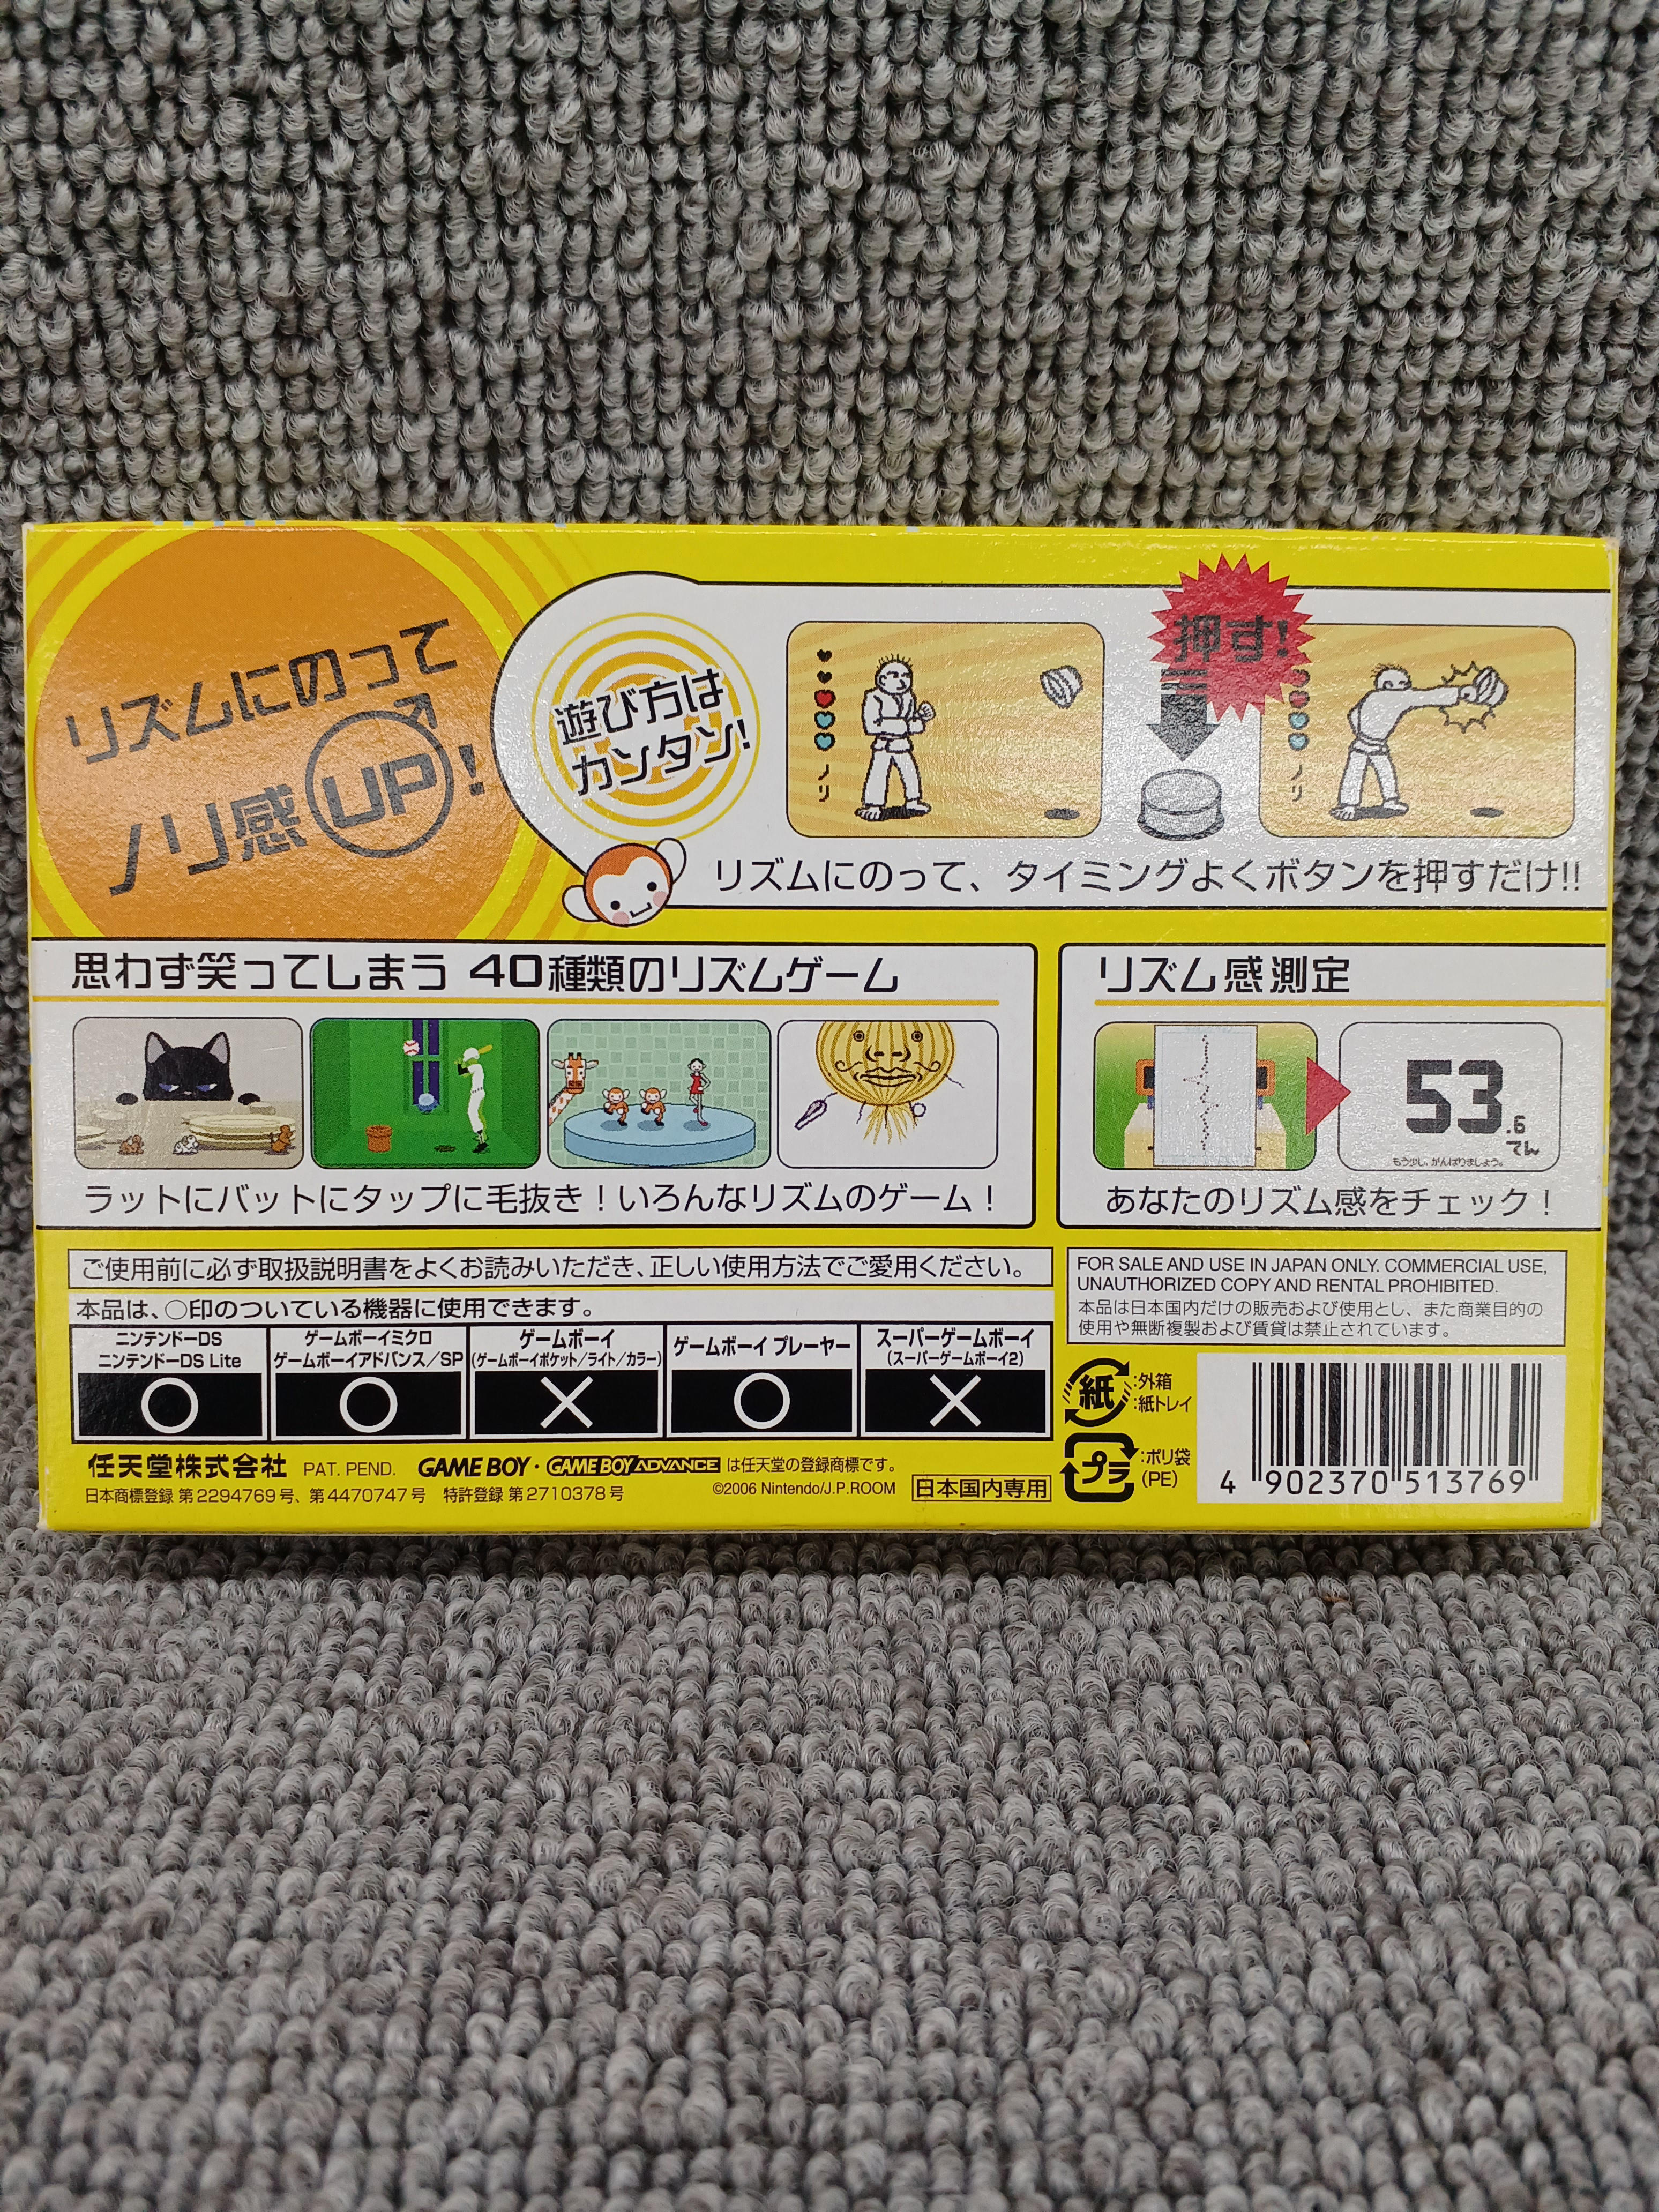 リズムにのって
ノリ感UP!
遊び方は
カンタン!
押す!
ノリ
ノリ
リズムにのって、タイミングよくボタンを押すだけ!!
思わず笑ってしまう 40種類のリズムゲーム
ラットにバットにタップに毛抜き!いろんなリズムのゲーム!
リズム感測定
53.6
てん
もう少し、がんばりましょう。
あなたのリズム感をチェック!
ご使用前に必ず取扱説明書をよくお読みいただき、正しい使用方法でご愛用ください。
本品は、○印のついている機器に使用できます。
ニンテンドーDS
ニンテンドーDS Lite
○
ゲームボーイミクロ
ゲームボーイアドバンス/SP
○
ゲームボーイ
(ゲームボーイポケット/ライト/カラー)
×
ゲームボーイ プレーヤー
○
スーパーゲームボーイ
(スーパーゲームボーイ2)
×
FOR SALE AND USE IN JAPAN ONLY. COMMERCIAL USE,
UNAUTHORIZED COPY AND RENTAL PROHIBITED.
本品は日本国内だけの販売および使用とし、また商業目的の
使用や無断複製および賃貸は禁止されています。
紙
:外箱
:紙トレイ
プラ
:ポリ袋
(PE)
4 902370 513769
任天堂株式会社 PAT. PEND. GAME BOY・GAME BOY ADVANCE は任天堂の登録商標です。
日本商標登録 第2294769号、第4470747号 特許登録 第2710378号
©2006 Nintendo/J.P.ROOM
日本国内専用